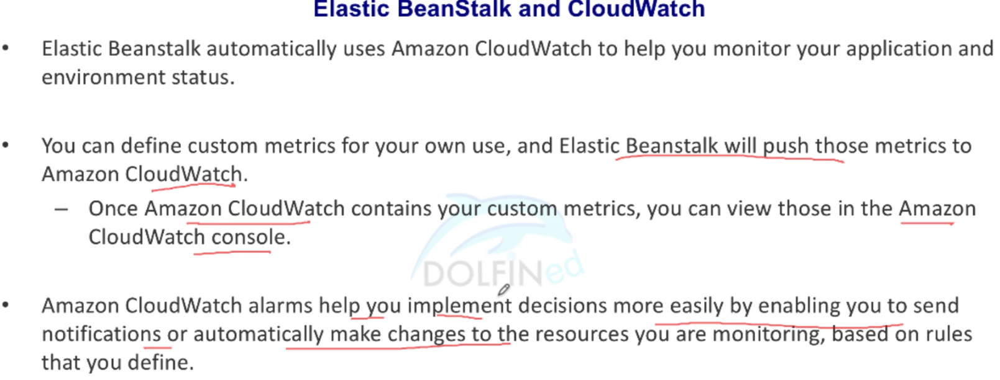 Elastic BeanStalk and CloudWatch
• Elastic Beanstalk automatically uses Amazon CloudWatch to help you monitor your application and
environment status.
• You can define custom metrics for your own use, and Elastic Beanstalk will push those metrics to
Amazon CloudWatch.
– Once Amazon CloudWatch contains your custom metrics, you can view those in the Amazon
CloudWatch console.
DOLFINed
• Amazon CloudWatch alarms help you implement decisions more easily by enabling you to send
notifications or automatically make changes to the resources you are monitoring, based on rules
that you define.